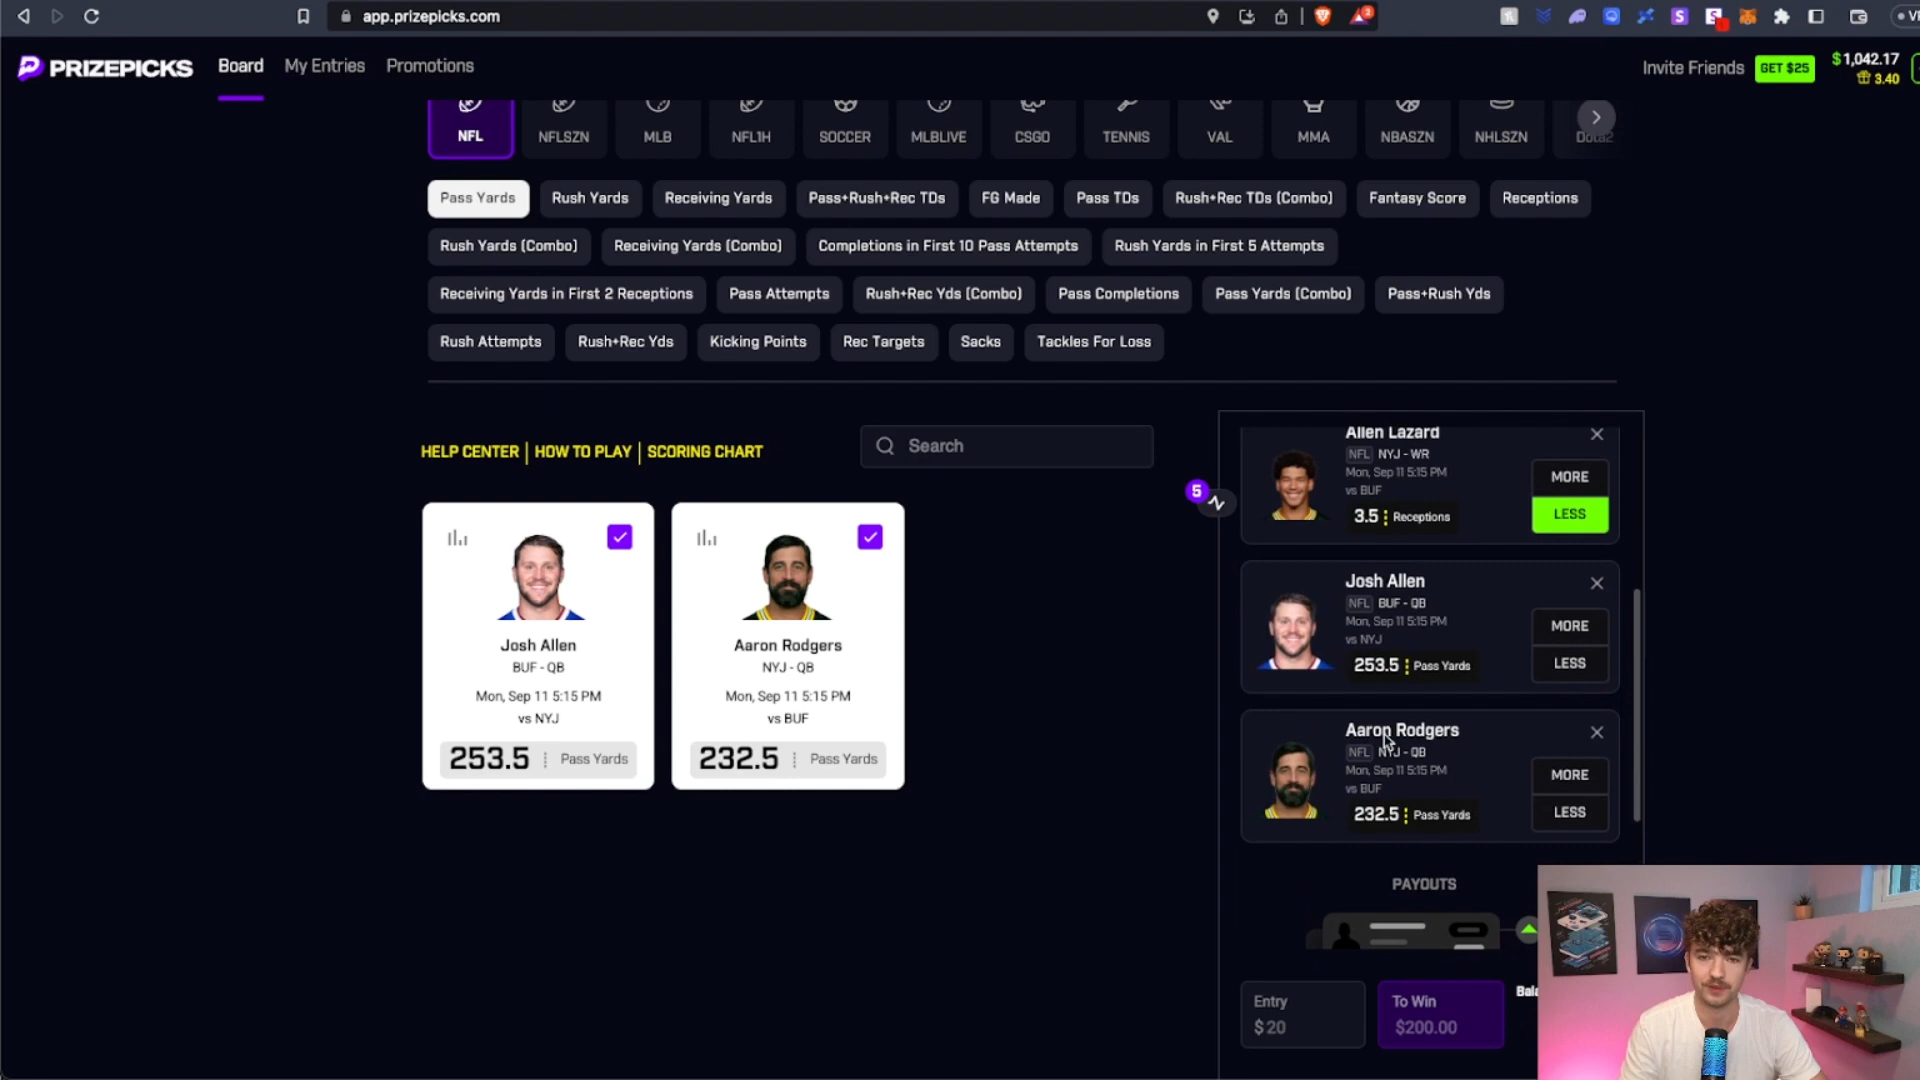 app.prizepicks.com
2
VP
PRIZEPICKS
Board
My Entries
Promotions
Invite Friends
GET $25
$1,042.17
3.40
NFL
NFLSZN
MLB
NFL1H
SOCCER
MLBLIVE
CSGO
TENNIS
VAL
MMA
NBASZN
NHLSZN
Dota2
Pass Yards
Rush Yards
Receiving Yards
Pass+Rush+Rec TDs
FG Made
Pass TDs
Rush+Rec TDs (Combo)
Fantasy Score
Receptions
Rush Yards (Combo)
Receiving Yards (Combo)
Completions in First 10 Pass Attempts
Rush Yards in First 5 Attempts
Receiving Yards in First 2 Receptions
Pass Attempts
Rush+Rec Yds (Combo)
Pass Completions
Pass Yards (Combo)
Pass+Rush Yds
Rush Attempts
Rush+Rec Yds
Kicking Points
Rec Targets
Sacks
Tackles For Loss
HELP CENTER
HOW TO PLAY
SCORING CHART
Search
Josh Allen
BUF - QB
Mon, Sep 11 5:15 PM
vs NYJ
253.5 Pass Yards
Aaron Rodgers
NYJ - QB
Mon, Sep 11 5:15 PM
vs BUF
232.5 Pass Yards
5
Allen Lazard
NFL NYJ - WR
Mon, Sep 11 5:15 PM
vs BUF
3.5 Receptions
MORE
LESS
Josh Allen
NFL BUF - QB
Mon, Sep 11 5:15 PM
vs NYJ
253.5 Pass Yards
MORE
LESS
Aaron Rodgers
NFL NYJ - QB
Mon, Sep 11 5:15 PM
vs BUF
232.5 Pass Yards
MORE
LESS
PAYOUTS
Entry
$20
To Win
$200.00
Bala